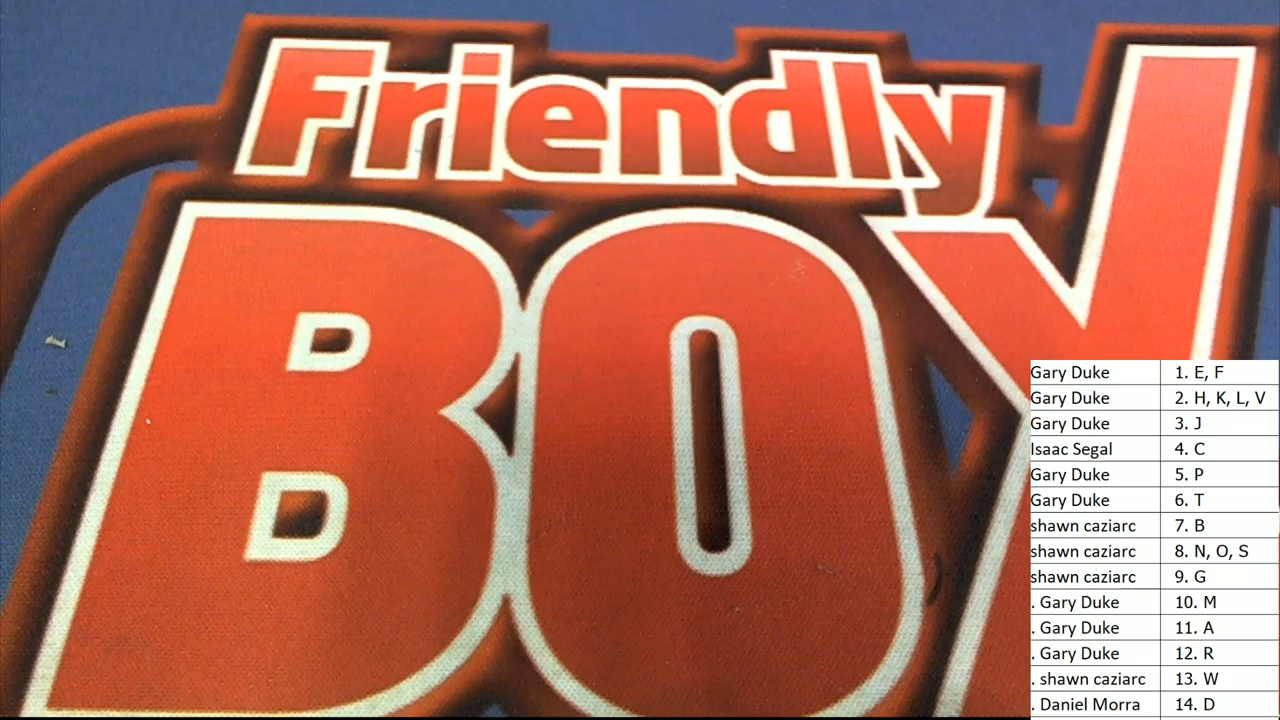 Friendly
BOY
Gary Duke 1. E, F
Gary Duke 2. H, K, L, V
Gary Duke 3. J
Isaac Segal 4. C
Gary Duke 5. P
Gary Duke 6. T
shawn caziarc 7. B
shawn caziarc 8. N, O, S
shawn caziarc 9. G
. Gary Duke 10. M
. Gary Duke 11. A
. Gary Duke 12. R
. shawn caziarc 13. W
. Daniel Morra 14. D